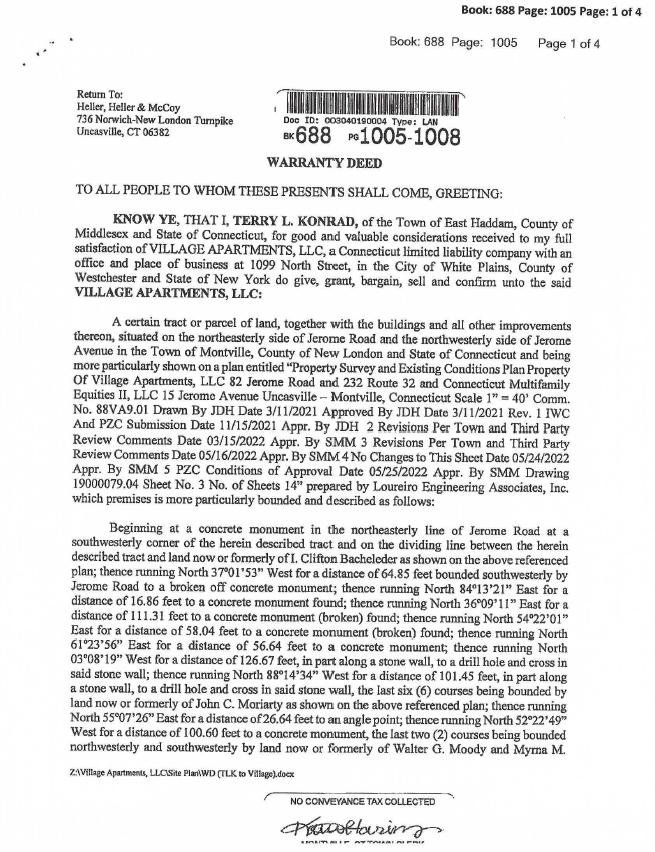 Book: 688 Page: 1005 Page: 1 of 4
Book: 688 Page: 1005 Page 1 of 4
Return To:
Heller, Heller & McCoy
736 Norwich-New London Turnpike
Uncasville, CT 06382
Doc ID: 003040190004 Type: LAN
BK 688 PG 1005-1008
WARRANTY DEED
TO ALL PEOPLE TO WHOM THESE PRESENTS SHALL COME, GREETING:
KNOW YE, THAT I, TERRY L. KONRAD, of the Town of East Haddam, County of
Middlesex and State of Connecticut, for good and valuable considerations received to my full
satisfaction of VILLAGE APARTMENTS, LLC, a Connecticut limited liability company with an
office and place of business at 1099 North Street, in the City of White Plains, County of
Westchester and State of New York do give, grant, bargain, sell and confirm unto the said
VILLAGE APARTMENTS, LLC:
A certain tract or parcel of land, together with the buildings and all other improvements
thereon, situated on the northeasterly side of Jerome Road and the northwesterly side of Jerome
Avenue in the Town of Montville, County of New London and State of Connecticut and being
more particularly shown on a plan entitled "Property Survey and Existing Conditions Plan Property
Of Village Apartments, LLC 82 Jerome Road and 232 Route 32 and Connecticut Multifamily
Equities II, LLC 15 Jerome Avenue Uncasville – Montville, Connecticut Scale 1" = 40' Comm.
No. 88VA9.01 Drawn By JDH Date 3/11/2021 Approved By JDH Date 3/11/2021 Rev. 1 IWC
And PZC Submission Date 11/15/2021 Appr. By JDH 2 Revisions Per Town and Third Party
Review Comments Date 03/15/2022 Appr. By SMM 3 Revisions Per Town and Third Party
Review Comments Date 05/16/2022 Appr. By SMM 4 No Changes to This Sheet Date 05/24/2022
Appr. By SMM 5 PZC Conditions of Approval Date 05/25/2022 Appr. By SMM Drawing
19000079.04 Sheet No. 3 No. of Sheets 14" prepared by Loureiro Engineering Associates, Inc.
which premises is more particularly bounded and described as follows:
Beginning at a concrete monument in the northeasterly line of Jerome Road at a
southwesterly corner of the herein described tract and on the dividing line between the herein
described tract and land now or formerly of I. Clifton Bacheleder as shown on the above referenced
plan; thence running North 37°01'53" West for a distance of 64.85 feet bounded southwesterly by
Jerome Road to a broken off concrete monument; thence running North 84°13'21" East for a
distance of 16.86 feet to a concrete monument found; thence running North 36°09'11" East for a
distance of 111.31 feet to a concrete monument (broken) found; thence running North 54°22'01"
East for a distance of 58.04 feet to a concrete monument (broken) found; thence running North
61°23'56" East for a distance of 56.64 feet to a concrete monument; thence running North
03°08'19" West for a distance of 126.67 feet, in part along a stone wall, to a drill hole and cross in
said stone wall; thence running North 88°14'34" West for a distance of 101.45 feet, in part along
a stone wall, to a drill hole and cross in said stone wall, the last six (6) courses being bounded by
land now or formerly of John C. Moriarty as shown on the above referenced plan; thence running
North 55°07'26" East for a distance of 26.64 feet to an angle point; thence running North 52°22'49"
West for a distance of 100.60 feet to a concrete monument, the last two (2) courses being bounded
northwesterly and southwesterly by land now or formerly of Walter G. Moody and Myrna M.
Z:\Village Apartments, LLC\Site Plan\WD (TLK to Village).docx
NO CONVEYANCE TAX COLLECTED